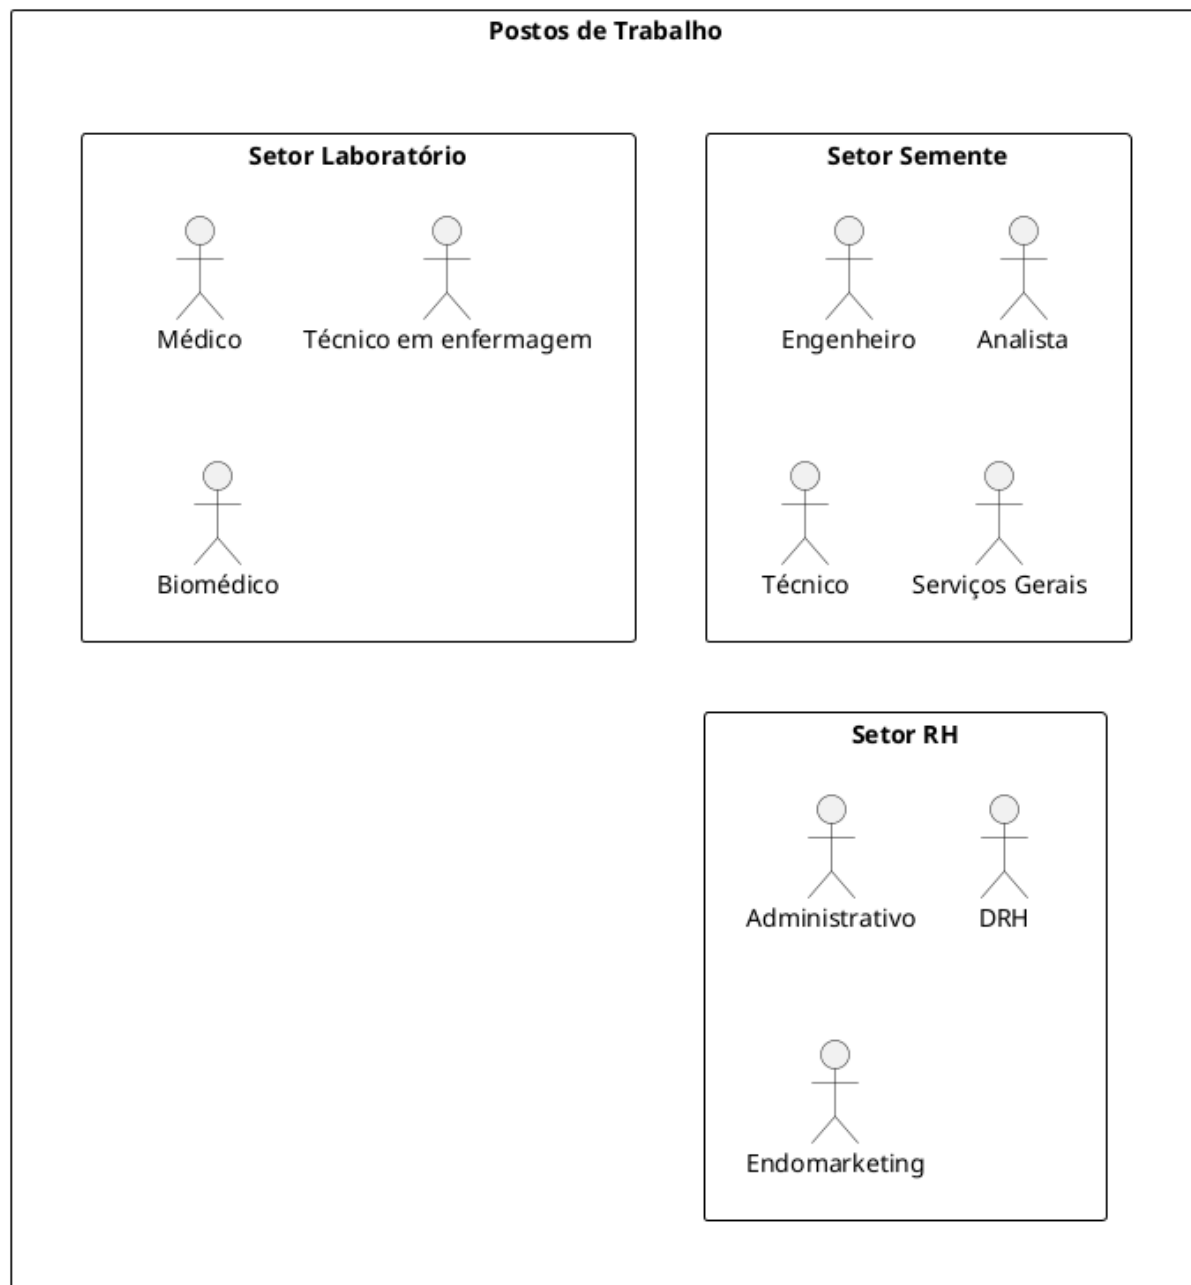 Postos de Trabalho
Setor Laboratório
Médico
Técnico em enfermagem
Biomédico
Setor Semente
Engenheiro
Analista
Técnico
Serviços Gerais
Setor RH
Administrativo
DRH
Endomarketing